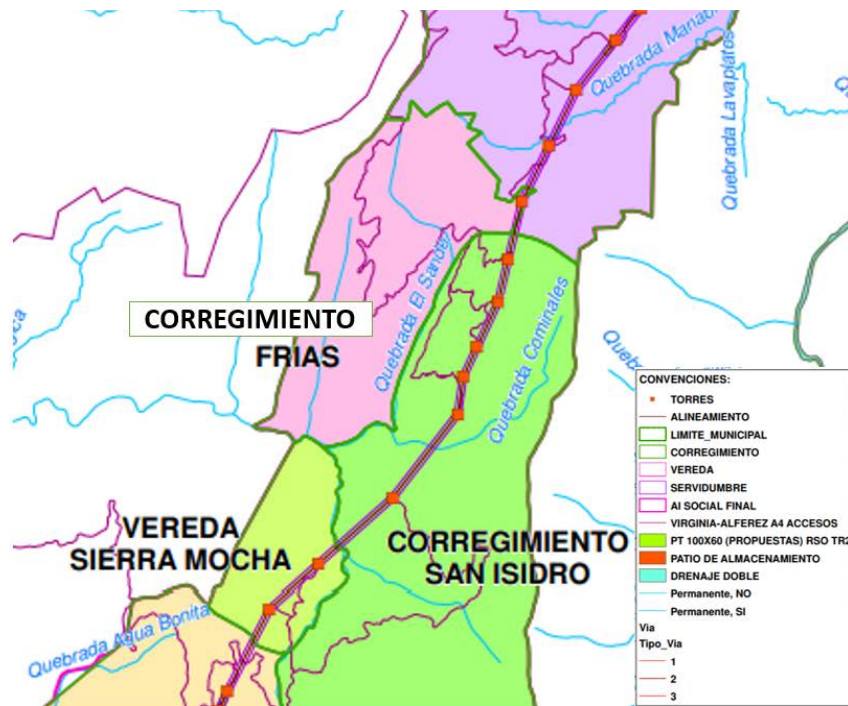 Quebrada Lavaplatos
Quebrada El Sande
Quebrada Cominales
CORREGIMIENTO
FRIAS
VEREDA
SIERRA MOCHA
CORREGIMIENTO
SAN ISIDRO
Quebrada Agua Bonita
CONVENCIONES:
TORRES
ALINEAMIENTO
LIMITE_MUNICIPAL
CORREGIMIENTO
VEREDA
SERVIDUMBRE
AI SOCIAL FINAL
VIRGINIA-ALFEREZ A4 ACCESOS
PT 100X60 (PROPUESTAS) RSO TR2
PATIO DE ALMACENAMIENTO
DRENAJE DOBLE
Permanente, NO
Permanente, SI
Via
Tipo_Via
1
2
3